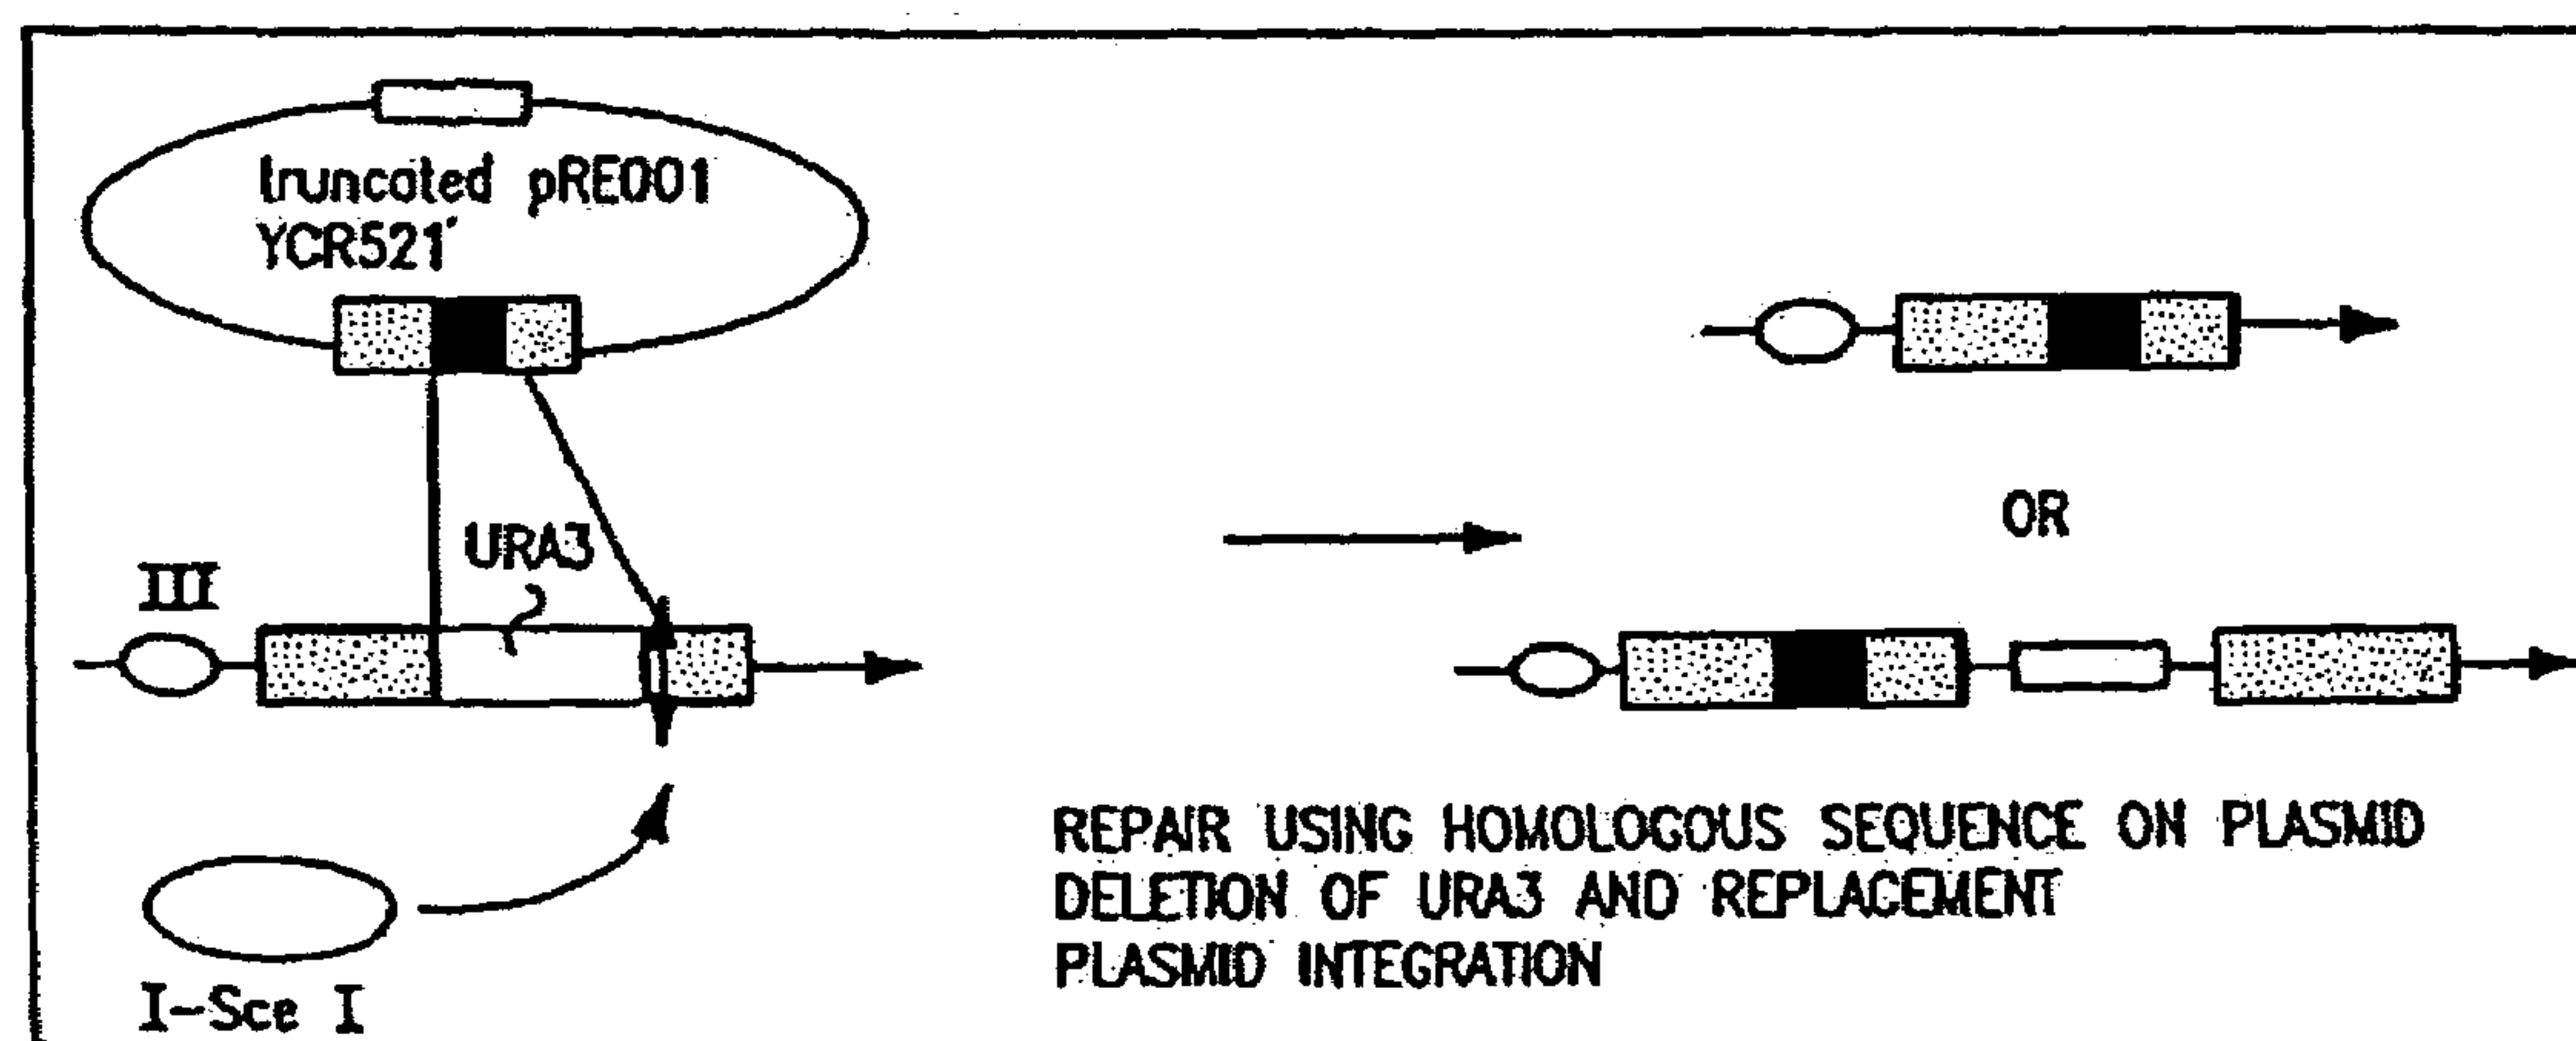 truncated pRE001
YCR521'
URA3
III
I-Sce I
OR
REPAIR USING HOMOLOGOUS SEQUENCE ON PLASMID
DELETION OF URA3 AND REPLACEMENT
PLASMID INTEGRATION